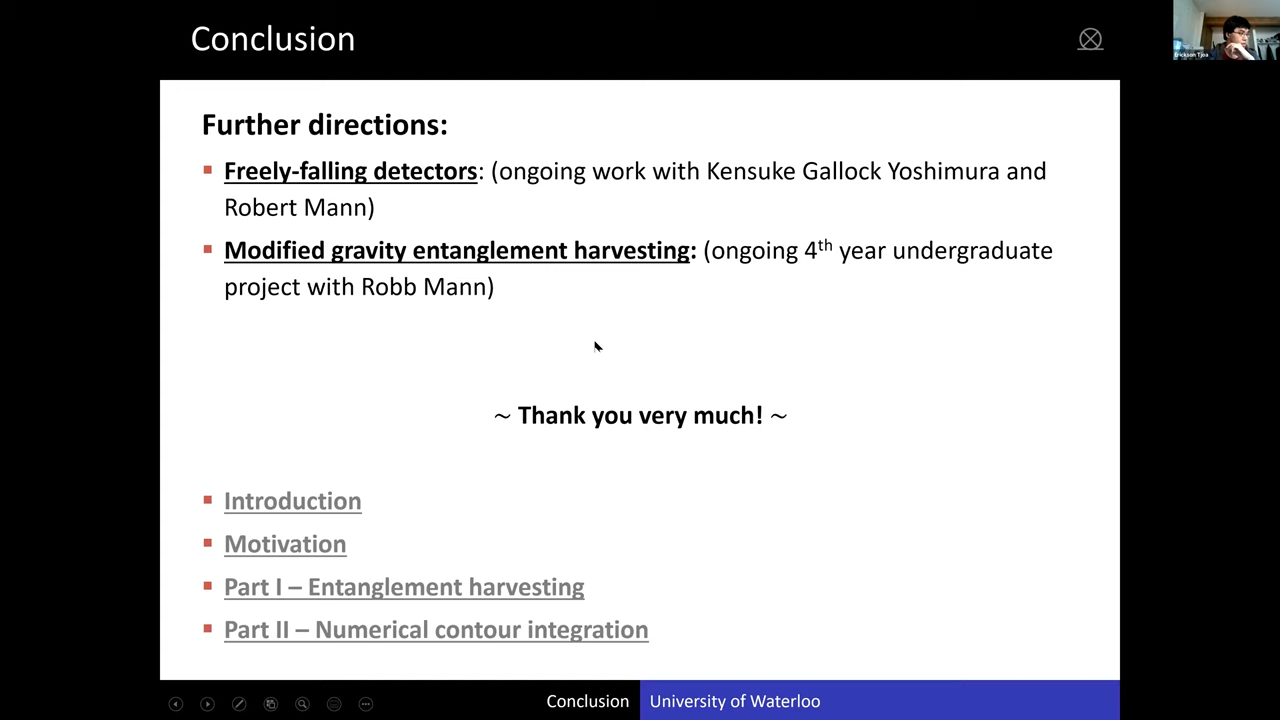 Conclusion
Erickson Tjoa
Further directions:
Freely-falling detectors: (ongoing work with Kensuke Gallock Yoshimura and
Robert Mann)
Modified gravity entanglement harvesting: (ongoing 4th year undergraduate
project with Robb Mann)
~ Thank you very much! ~
Introduction
Motivation
Part I – Entanglement harvesting
Part II – Numerical contour integration
Conclusion
University of Waterloo